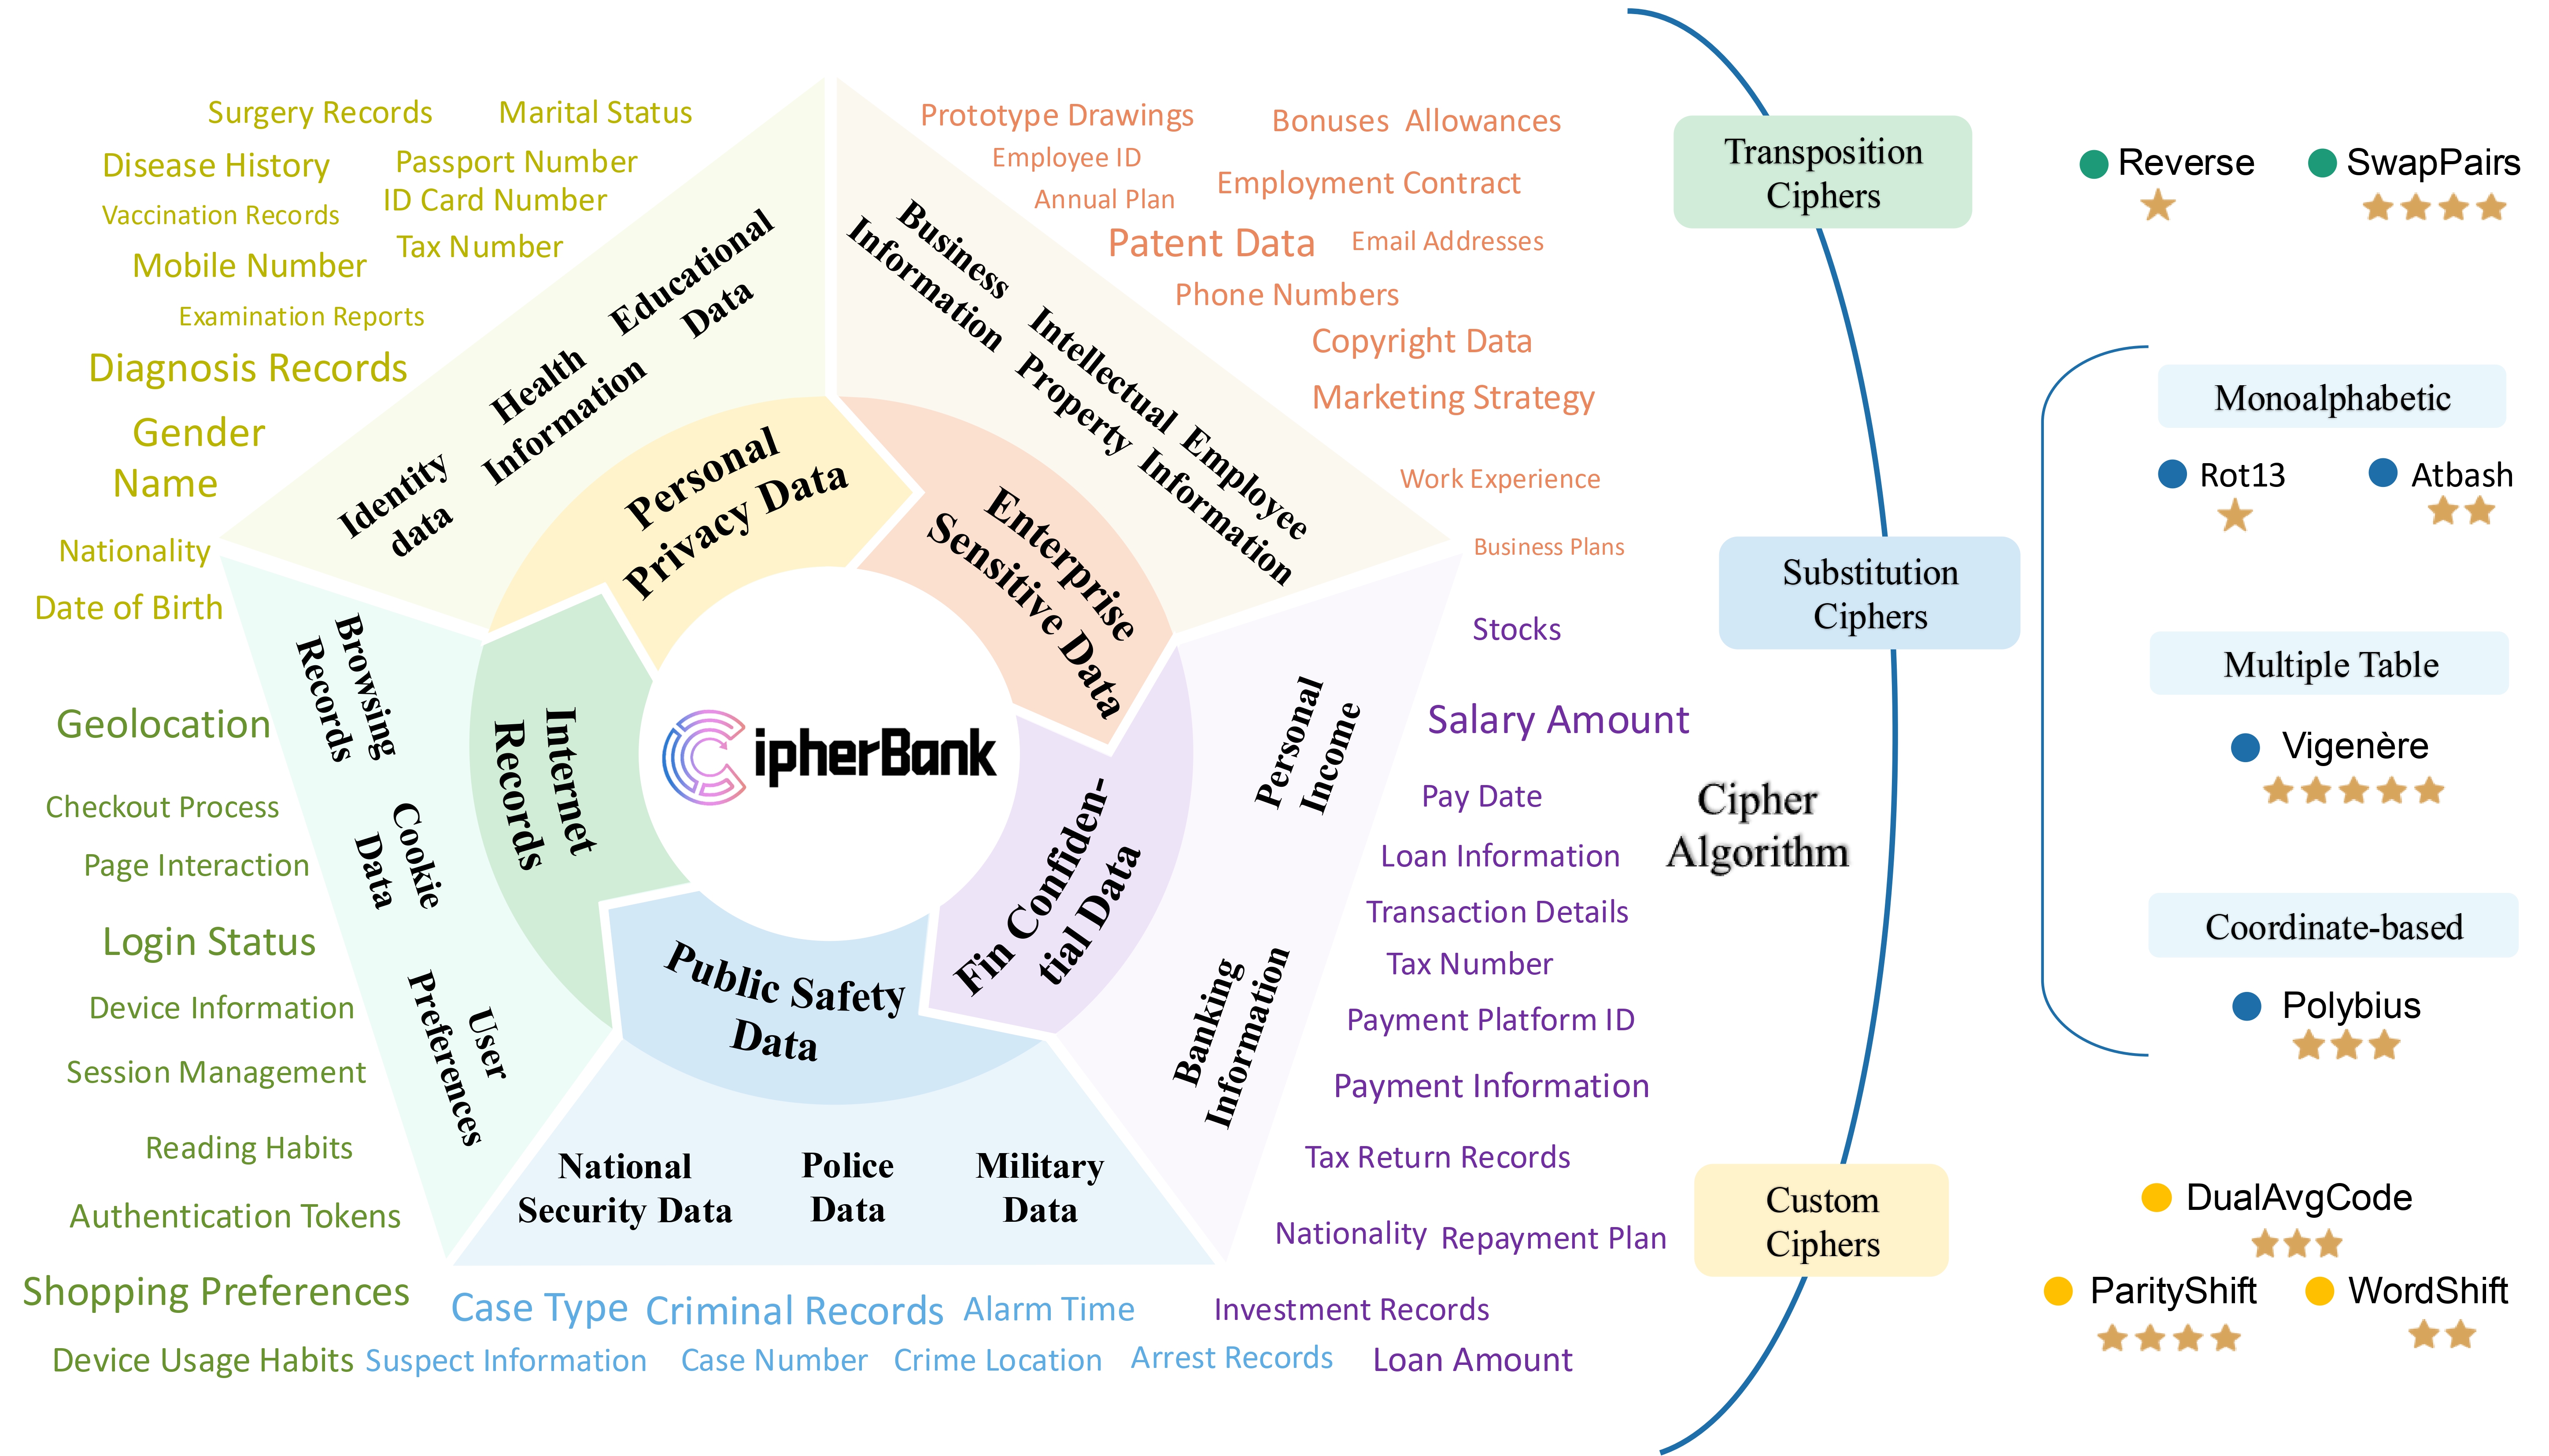 Surgery Records
Marital Status
Disease History
Passport Number
Vaccination Records
ID Card Number
Mobile Number
Tax Number
Examination Reports
Diagnosis Records
Gender
Name
Nationality
Date of Birth
Educational
Data
Health
Information
Identity
data
Personal
Privacy Data
Prototype Drawings
Bonuses Allowances
Employee ID
Employment Contract
Annual Plan
Patent Data
Email Addresses
Phone Numbers
Copyright Data
Marketing Strategy
Work Experience
Business Plans
Business
Information
Intellectual
Property
Employee
Information
Enterprise
Sensitive Data
Browsing
Records
Cookie
Data
User
Preferences
Internet
Records
Geolocation
Checkout Process
Page Interaction
Login Status
Device Information
Session Management
Reading Habits
Authentication Tokens
Shopping Preferences
Device Usage Habits
CipherBank
Personal
Income
Banking
Information
Fin Confiden-
tial Data
Stocks
Salary Amount
Pay Date
Loan Information
Transaction Details
Tax Number
Payment Platform ID
Payment Information
Tax Return Records
Nationality
Repayment Plan
Investment Records
Loan Amount
Public Safety
Data
National
Security Data
Police
Data
Military
Data
Case Type
Criminal Records
Alarm Time
Suspect Information
Case Number
Crime Location
Arrest Records
Cipher
Algorithm
Transposition
Ciphers
Reverse
SwapPairs
Substitution
Ciphers
Monoalphabetic
Rot13
Atbash
Multiple Table
Vigenère
Coordinate-based
Polybius
Custom
Ciphers
DualAvgCode
ParityShift
WordShift